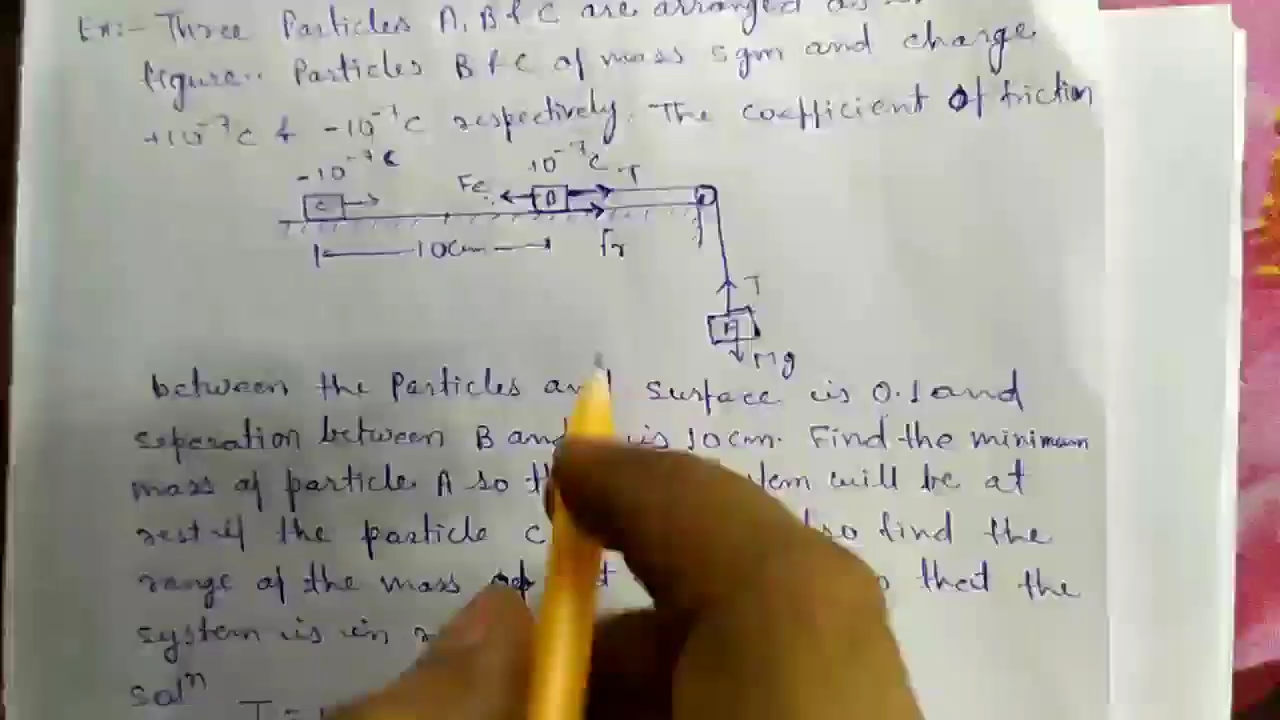 Ex:- Three Particles A, B & C are arranged as
figure.. Particles B & C of mass 5gm and charge
+10⁻⁷C & -10⁻⁷C respectively. The coefficient of friction
-10⁻⁷C
+10⁻⁷C
T
Fe
C
B
10cm
Fr
T
Mg
between the Particles and surface is 0.1 and
seperation between B and is 10cm. Find the minimum
mass of particle A so will be at
rest if the particle C find the
range of the mass that the
system is in
Solⁿ
T =